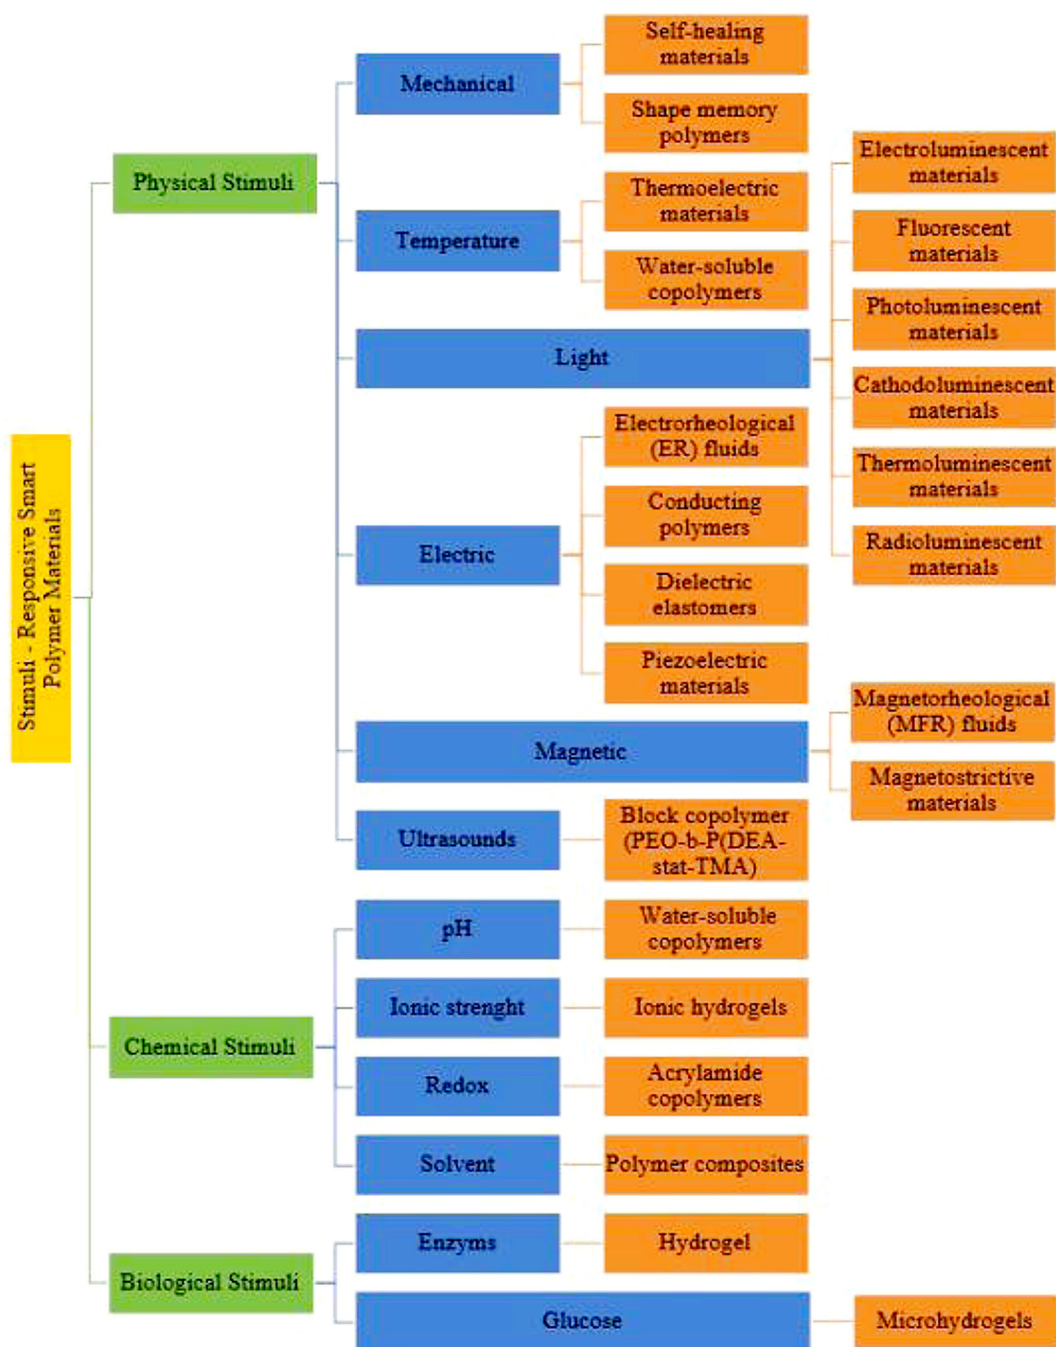 Stimuli - Responsive Smart
Polymer Materials
Physical Stimuli
Mechanical
Self-healing
materials
Shape memory
polymers
Temperature
Thermoelectric
materials
Water-soluble
copolymers
Light
Electroluminescent
materials
Fluorescent
materials
Photoluminescent
materials
Cathodoluminescent
materials
Thermoluminescent
materials
Radioluminescent
materials
Electric
Electrorheological
(ER) fluids
Conducting
polymers
Dielectric
elastomers
Piezoelectric
materials
Magnetic
Magnetorheological
(MFR) fluids
Magnetostrictive
materials
Ultrasounds
Block copolymer
(PEO-b-P(DEA-
stat-TMA)
Chemical Stimuli
pH
Water-soluble
copolymers
Ionic strenght
Ionic hydrogels
Redox
Acrylamide
copolymers
Solvent
Polymer composites
Biological Stimuli
Enzyms
Hydrogel
Glucose
Microhydrogels